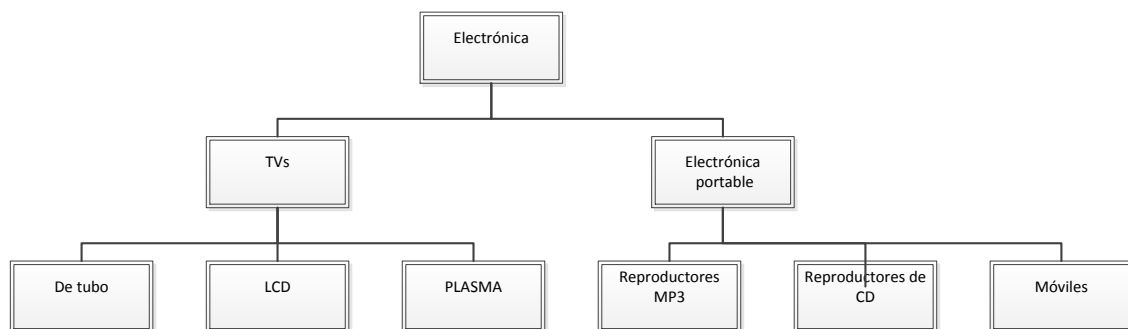 Electrónica
TVs
Electrónica
portable
De tubo
LCD
PLASMA
Reproductores
MP3
Reproductores de
CD
Móviles